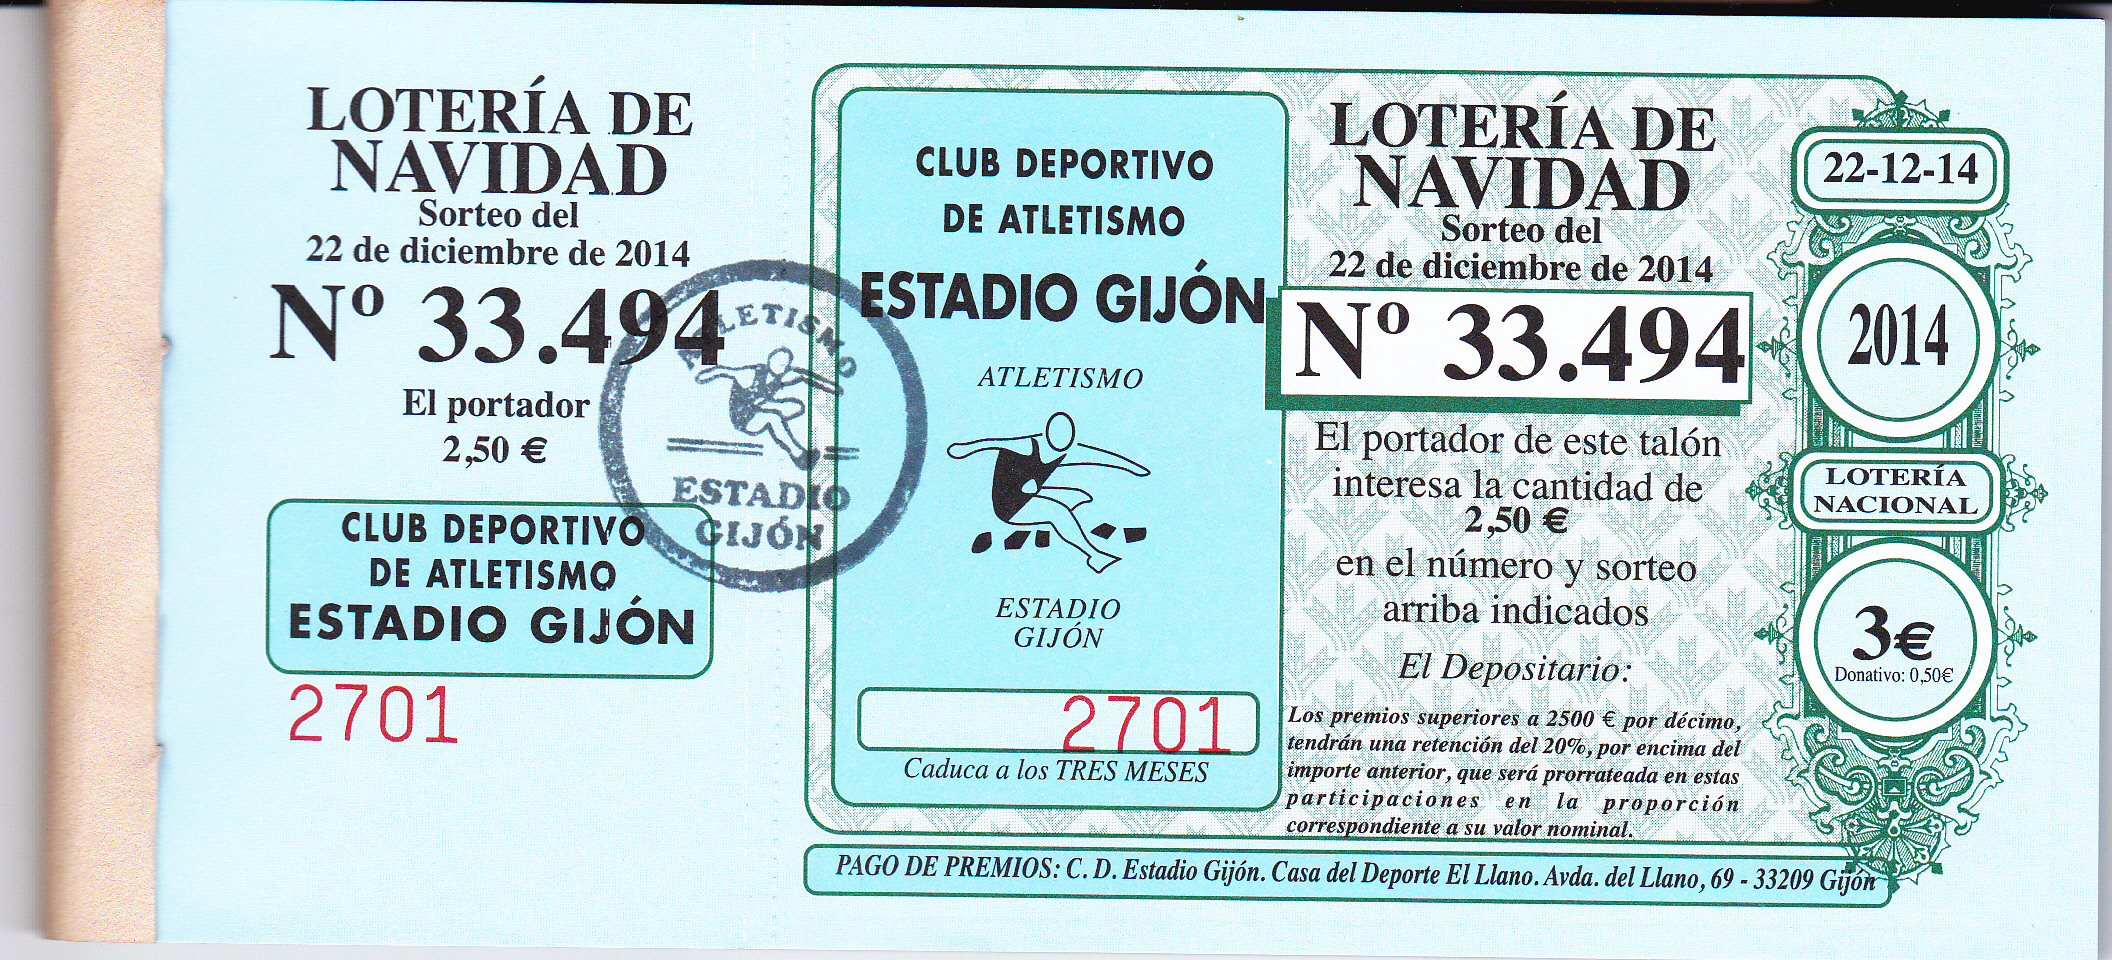 LOTERÍA DE
NAVIDAD
Sorteo del
22 de diciembre de 2014
Nº 33.494
El portador
2,50 €
CLUB DEPORTIVO
DE ATLETISMO
ESTADIO GIJÓN
2701
ATLETISMO
ESTADIO
GIJÓN
CLUB DEPORTIVO
DE ATLETISMO
ESTADIO GIJÓN
ATLETISMO
ESTADIO
GIJÓN
2701
Caduca a los TRES MESES
LOTERÍA DE
NAVIDAD
Sorteo del
22 de diciembre de 2014
Nº 33.494
El portador de este talón
interesa la cantidad de
2,50 €
en el número y sorteo
arriba indicados
El Depositario:
Los premios superiores a 2500 € por décimo,
tendrán una retención del 20%, por encima del
importe anterior, que será prorrateada en estas
participaciones en la proporción
correspondiente a su valor nominal.
22-12-14
2014
LOTERÍA
NACIONAL
3€
Donativo: 0,50€
PAGO DE PREMIOS: C. D. Estadio Gijón. Casa del Deporte El Llano. Avda. del Llano, 69 - 33209 Gijón